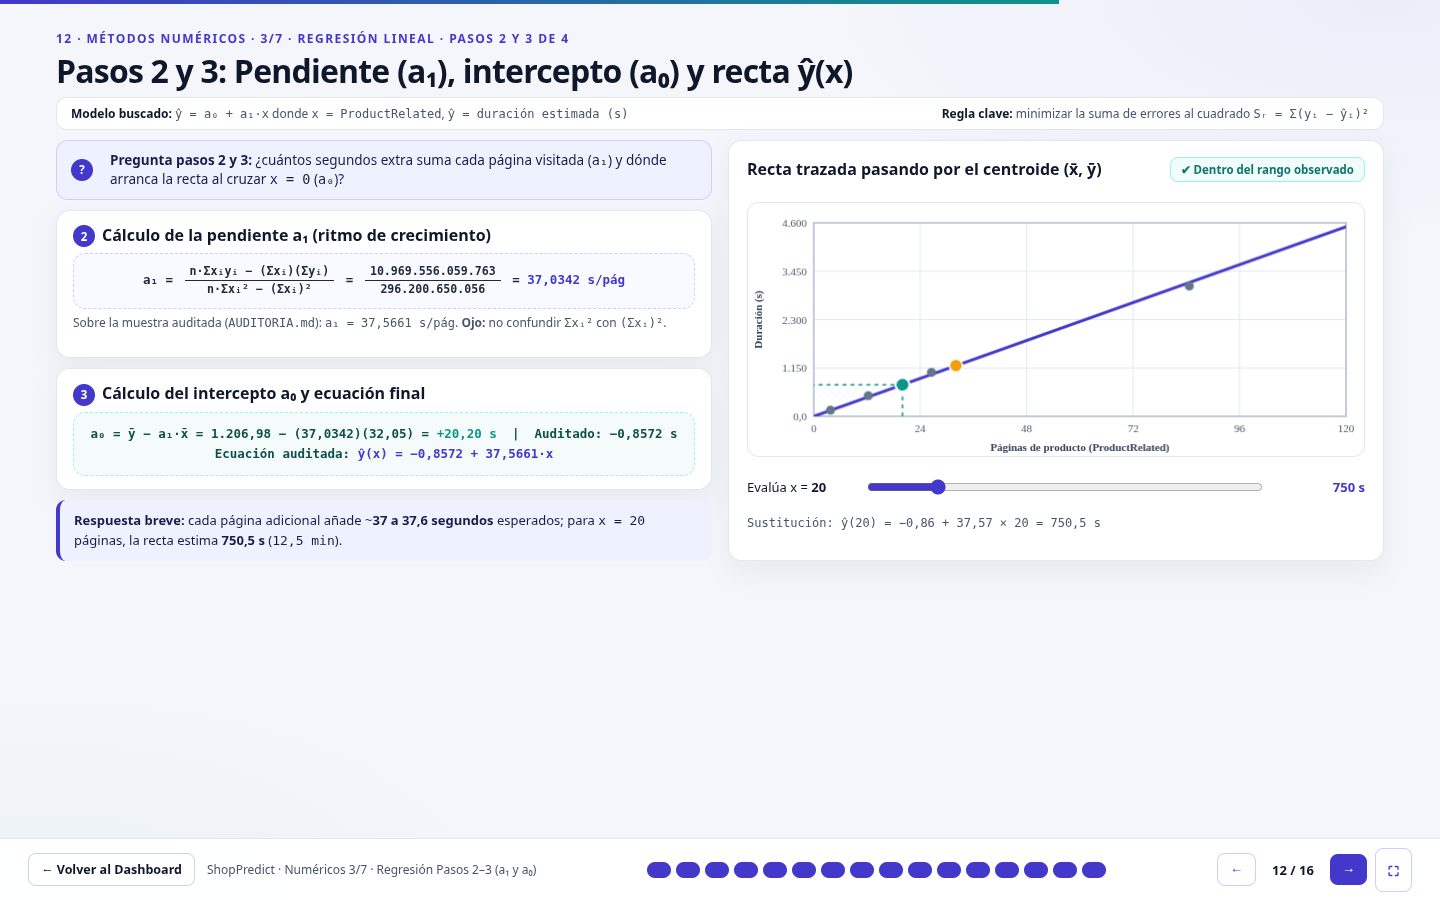 12 · MÉTODOS NUMÉRICOS · 3/7 · REGRESIÓN LINEAL · PASOS 2 Y 3 DE 4
Pasos 2 y 3: Pendiente (a₁), intercepto (a₀) y recta ŷ(x)
Modelo buscado: ŷ = a₀ + a₁·x donde x = ProductRelated, ŷ = duración estimada (s)
Regla clave: minimizar la suma de errores al cuadrado Sᵣ = Σ(yᵢ − ŷᵢ)²
?
Pregunta pasos 2 y 3: ¿cuántos segundos extra suma cada página visitada (a₁) y dónde
arranca la recta al cruzar x = 0 (a₀)?
2 Cálculo de la pendiente a₁ (ritmo de crecimiento)
a₁ = n·Σxᵢyᵢ − (Σxᵢ)(Σyᵢ) / n·Σxᵢ² − (Σxᵢ)² = 10.969.556.059.763 / 296.200.650.056 = 37,0342 s/pág
Sobre la muestra auditada (AUDITORIA.md): a₁ = 37,5661 s/pág. Ojo: no confundir Σxᵢ² con (Σxᵢ)².
3 Cálculo del intercepto a₀ y ecuación final
a₀ = ȳ − a₁·x̄ = 1.206,98 − (37,0342)(32,05) = +20,20 s | Auditado: −0,8572 s
Ecuación auditada: ŷ(x) = −0,8572 + 37,5661·x
Respuesta breve: cada página adicional añade ~37 a 37,6 segundos esperados; para x = 20
páginas, la recta estima 750,5 s (12,5 min).
Recta trazada pasando por el centroide (x̄, ȳ)
✔ Dentro del rango observado
4.600
3.450
2.300
1.150
0,0
Duración (s)
0 24 48 72 96 120
Páginas de producto (ProductRelated)
Evalúa x = 20
750 s
Sustitución: ŷ(20) = −0,86 + 37,57 × 20 = 750,5 s
← Volver al Dashboard
ShopPredict · Numéricos 3/7 · Regresión Pasos 2–3 (a₁ y a₀)
←
12 / 16
→